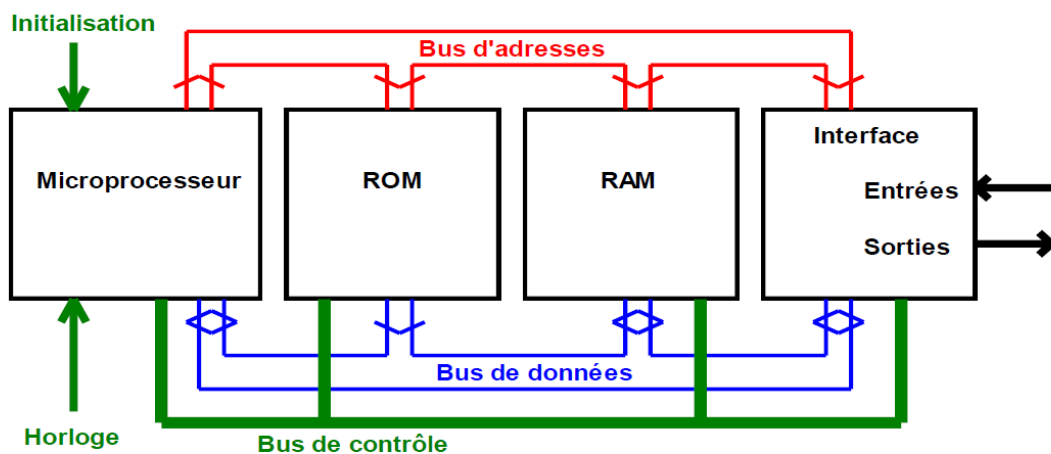 Initialisation
Bus d'adresses
Microprocesseur
ROM
RAM
Interface
Entrées
Sorties
Bus de données
Horloge
Bus de contrôle